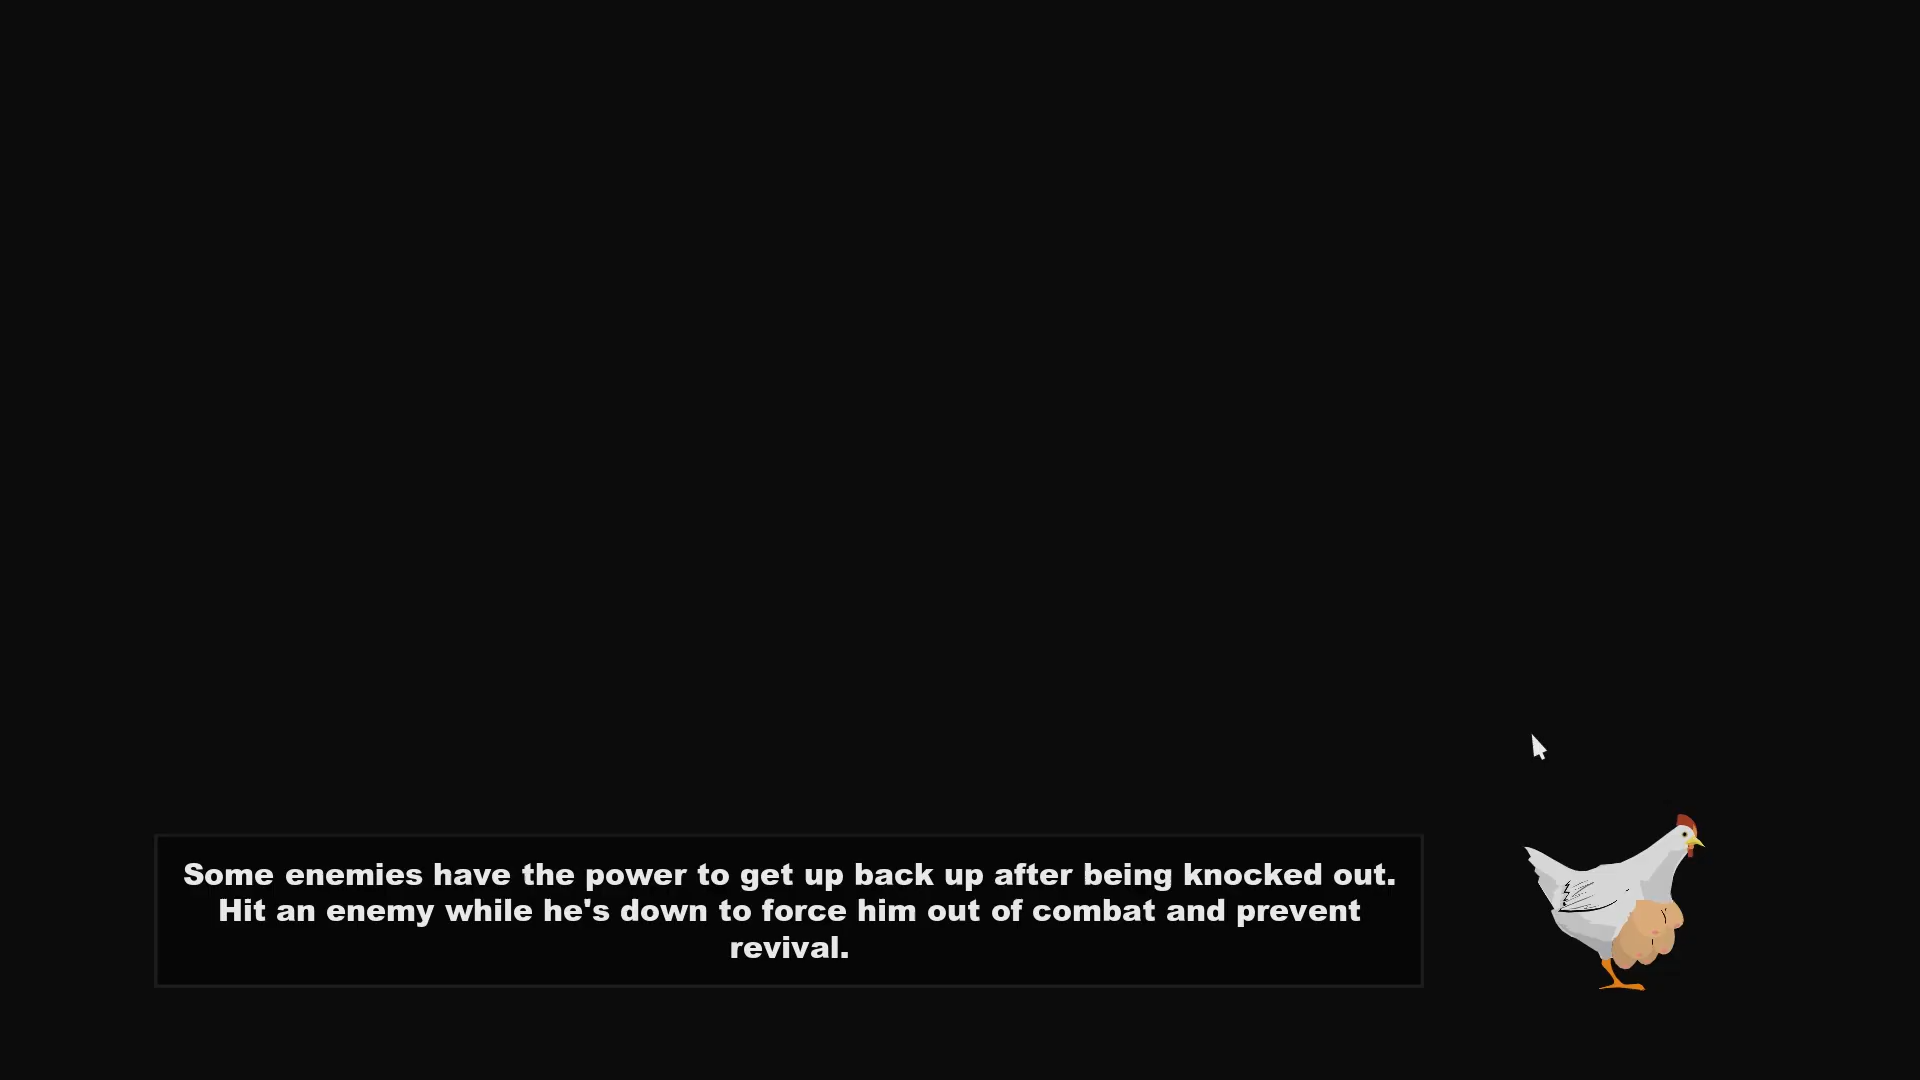 Some enemies have the power to get up back up after being knocked out.
Hit an enemy while he's down to force him out of combat and prevent
revival.